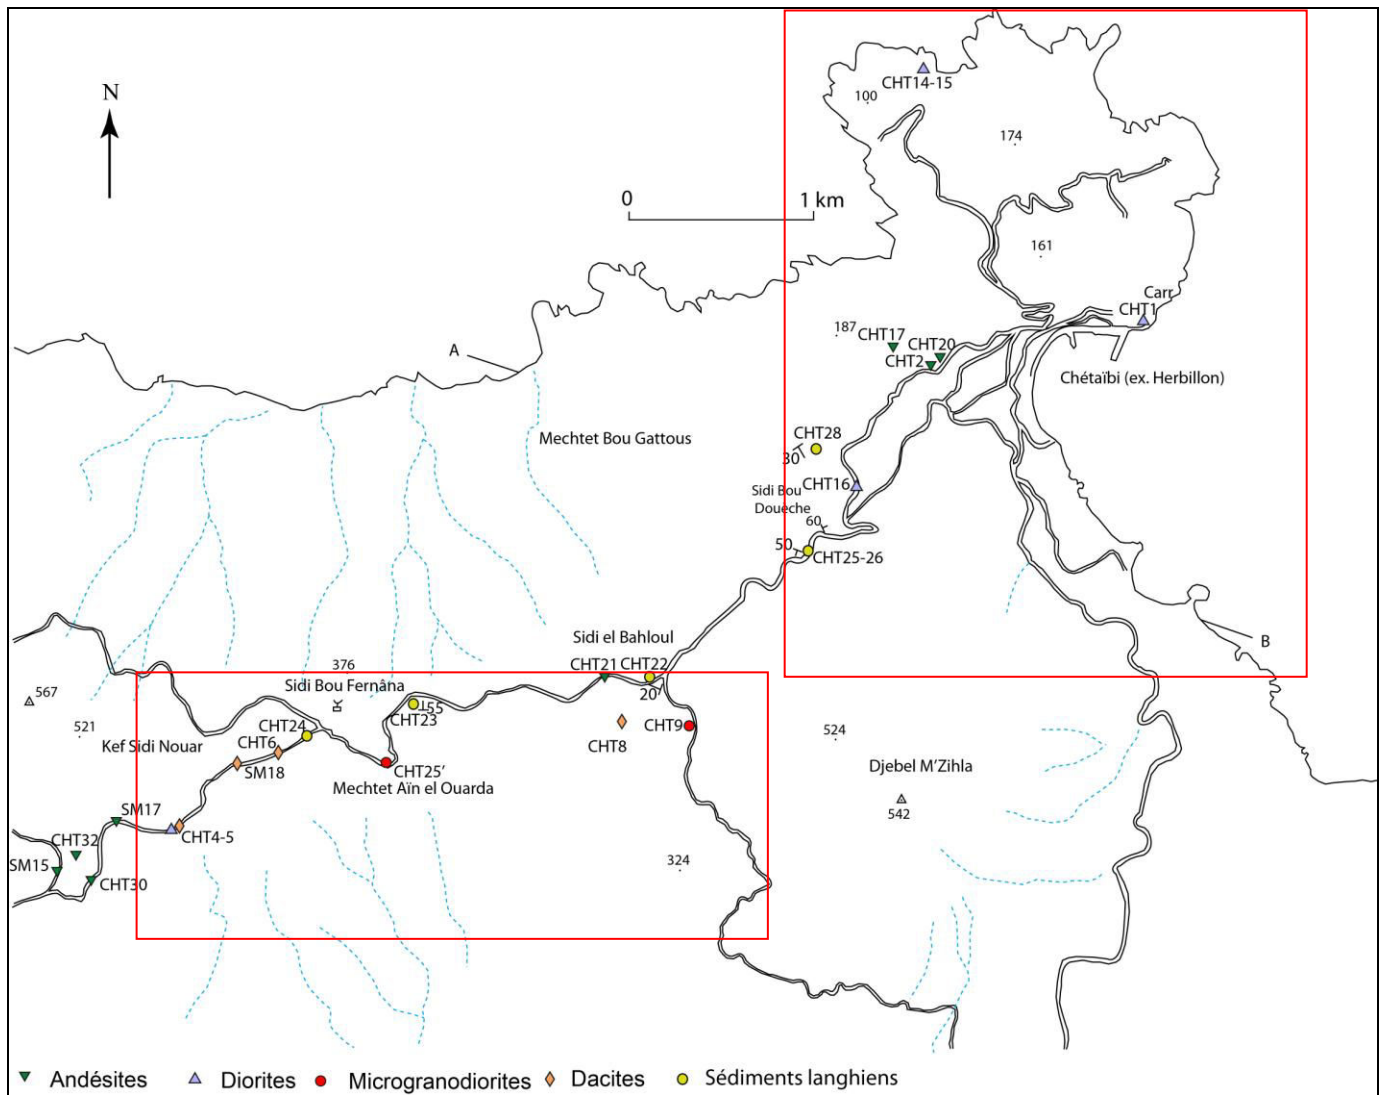 CHT14-15
100
N
174
0 1 km
161
Carr
CHT1
187
CHT17
CHT20
CHT2
A
Chétaïbi (ex. Herbillon)
Mechtet Bou Gattous
CHT28
30
CHT16
Sidi Bou
Doueche
60
50
CHT25-26
Sidi el Bahloul
B
CHT21
CHT22
376
20
Sidi Bou Fernâna
567
55
CHT23
CHT24
521
Kef Sidi Nouar
CHT6
CHT9
524
CHT8
SM18
CHT25’
Djebel M’Zihla
Mechtet Aïn el Ouarda
SM17
542
CHT4-5
CHT32
SM15
324
CHT30
Andésites Diorites Microgranodiorites Dacites Sédiments langhiens